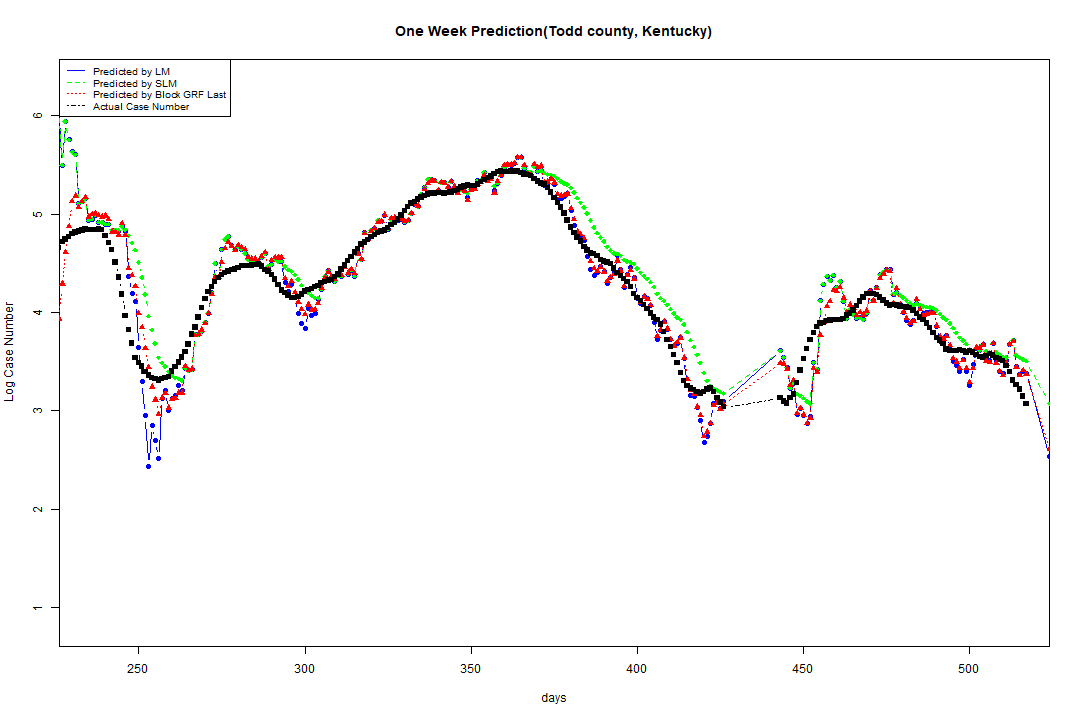 One Week Prediction(Todd county, Kentucky)
Predicted by LM
Predicted by SLM
Predicted by Block GRF Last
Actual Case Number
Log Case Number
6
5
4
3
2
1
250 300 350 400 450 500
days